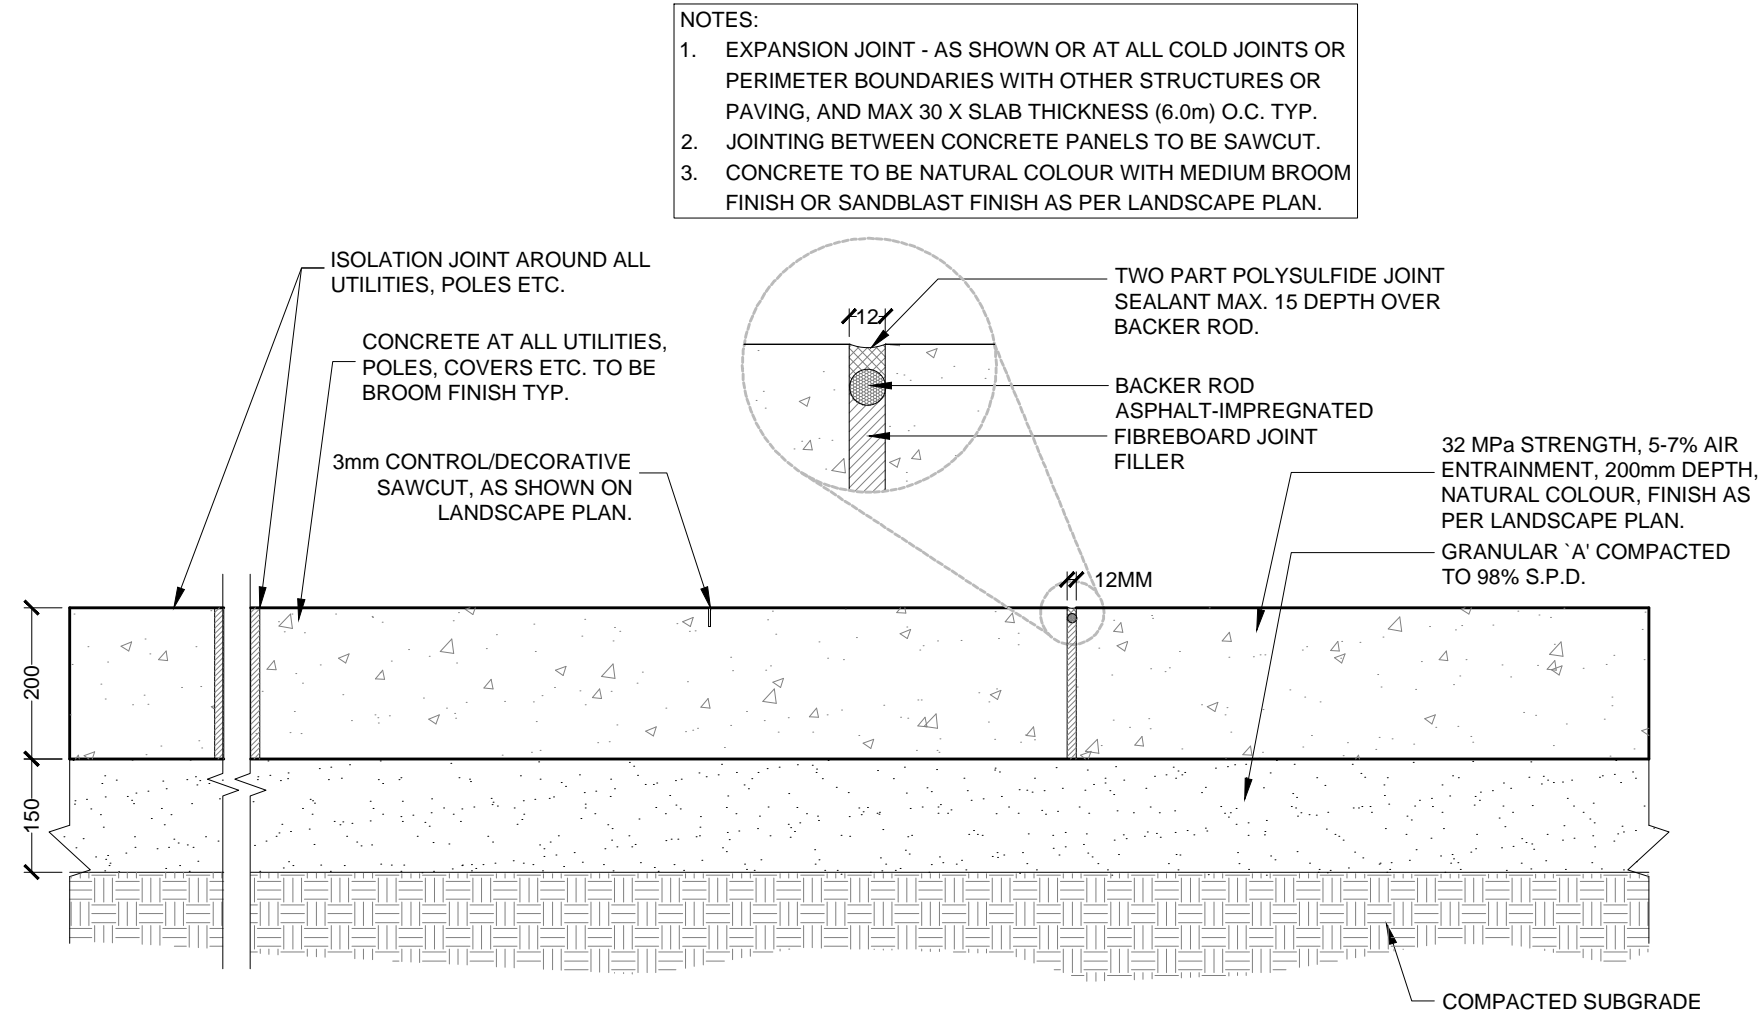 NOTES:
1. EXPANSION JOINT - AS SHOWN OR AT ALL COLD JOINTS OR
PERIMETER BOUNDARIES WITH OTHER STRUCTURES OR
PAVING, AND MAX 30 X SLAB THICKNESS (6.0m) O.C. TYP.
2. JOINTING BETWEEN CONCRETE PANELS TO BE SAWCUT.
3. CONCRETE TO BE NATURAL COLOUR WITH MEDIUM BROOM
FINISH OR SANDBLAST FINISH AS PER LANDSCAPE PLAN.
ISOLATION JOINT AROUND ALL
UTILITIES, POLES ETC.
CONCRETE AT ALL UTILITIES,
POLES, COVERS ETC. TO BE
BROOM FINISH TYP.
3mm CONTROL/DECORATIVE
SAWCUT, AS SHOWN ON
LANDSCAPE PLAN.
12
TWO PART POLYSULFIDE JOINT
SEALANT MAX. 15 DEPTH OVER
BACKER ROD.
BACKER ROD
ASPHALT-IMPREGNATED
FIBREBOARD JOINT
FILLER
32 MPa STRENGTH, 5-7% AIR
ENTRAINMENT, 200mm DEPTH,
NATURAL COLOUR, FINISH AS
PER LANDSCAPE PLAN.
GRANULAR `A' COMPACTED
TO 98% S.P.D.
12MM
200
150
COMPACTED SUBGRADE